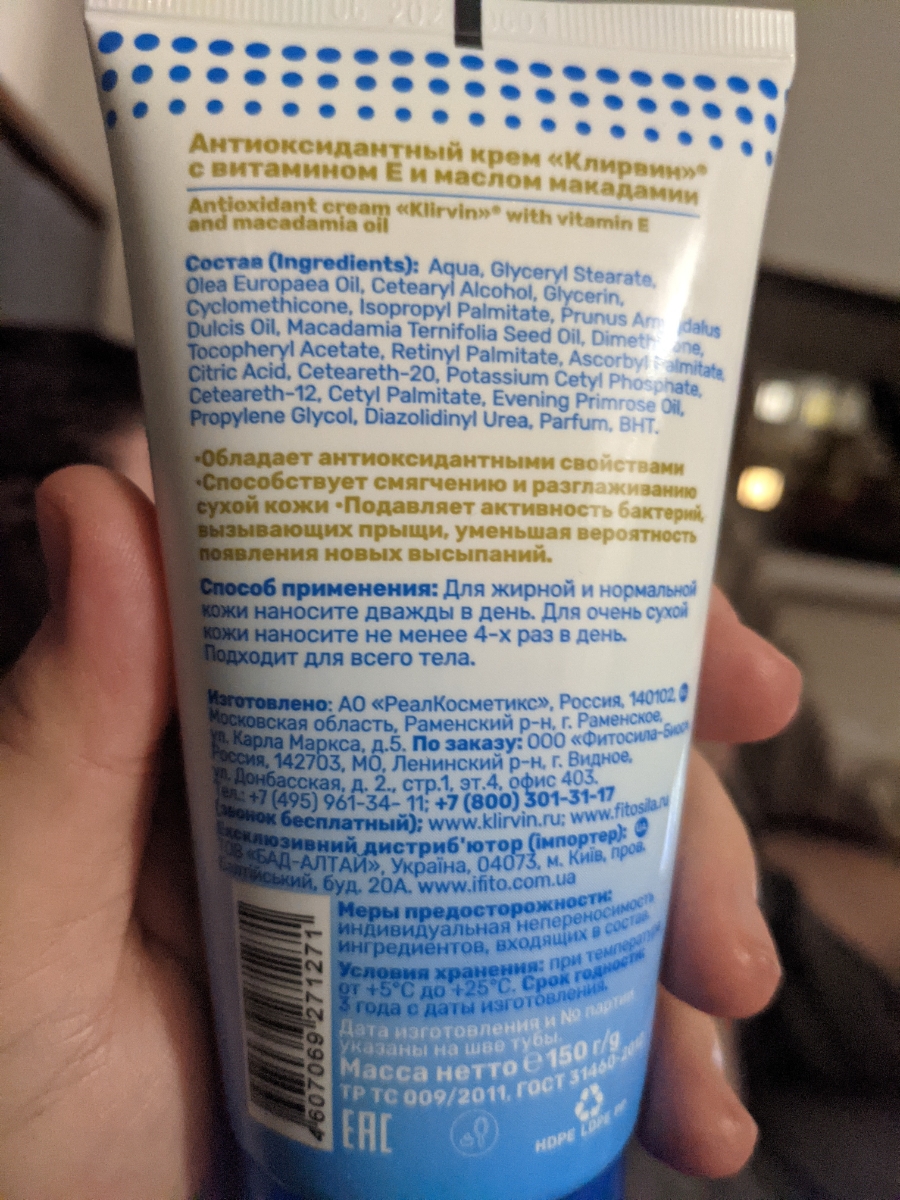 Антиоксидантный крем «Клирвин»®
с витамином Е и маслом макадамии
Antioxidant cream «Klirvin»® with vitamin E
and macadamia oil
Состав (Ingredients): Aqua, Glyceryl Stearate,
Olea Europaea Oil, Cetearyl Alcohol, Glycerin,
Cyclomethicone, Isopropyl Palmitate, Prunus
Dulcis Oil, Macadamia Ternifolia Seed Oil,
Tocopheryl Acetate, Retinyl Palmitate, Ascorbyl Palmitate,
Citric Acid, Ceteareth-20, Potassium Cetyl Phosphate,
Ceteareth-12, Cetyl Palmitate, Evening Primrose Oil,
Propylene Glycol, Diazolidinyl Urea, Parfum, BHT.
•Обладает антиоксидантными свойствами
•Способствует смягчению и разглаживанию
сухой кожи •Подавляет активность бактерий,
вызывающих прыщи, уменьшая вероятность
появления новых высыпаний.
Способ применения: Для жирной и нормальной
кожи наносите дважды в день. Для очень сухой
кожи наносите не менее 4-х раз в день.
Подходит для всего тела.
Изготовлено: АО «РеалКосметикс», Россия, 140102,
Московская область, Раменский р-н, г. Раменское,
ул. Карла Маркса, д.5. По заказу: ООО «Фитосила-Био»,
Россия, 142703, МО, Ленинский р-н, г. Видное,
ул. Донбасская, д. 2., стр.1, эт.4, офис 403.
Тел.: +7 (495) 961-34- 11; +7 (800) 301-31-17
(звонок бесплатный); www.klirvin.ru; www.fitosila.ru
Ексклюзивний дистриб'ютор (імпортер):
ТОВ «БАД-АЛТАЙ», Україна, 04073, м. Київ, пров.
Балтійський, буд. 20А. www.ifito.com.ua
Меры предосторожности:
индивидуальная непереносимость
ингредиентов, входящих в состав.
Условия хранения: при температуре
от +5°С до +25°С. Срок годности:
3 года с даты изготовления.
Дата изготовления и № партии
указаны на шве тубы.
Масса нетто ℮ 150 г/g
ТР ТС 009/2011, ГОСТ 31460-2012
4 607069 271271
ЕАС
HDPE LDPE PP